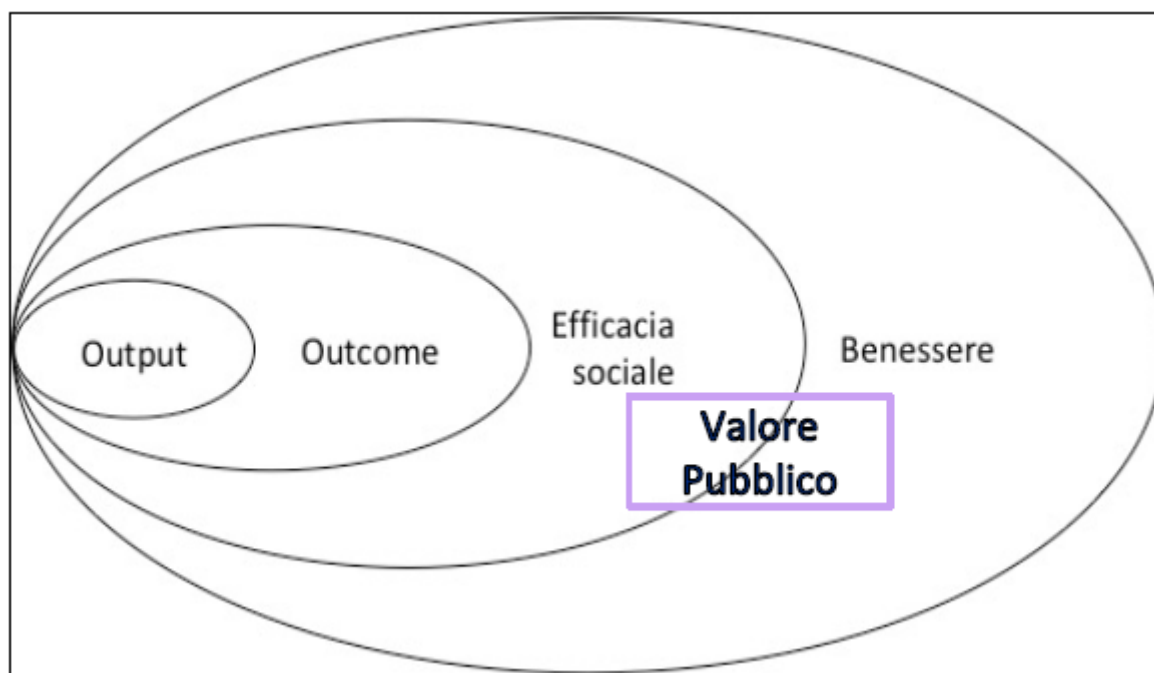 Output
Outcome
Efficacia
sociale
Benessere
Valore
Pubblico